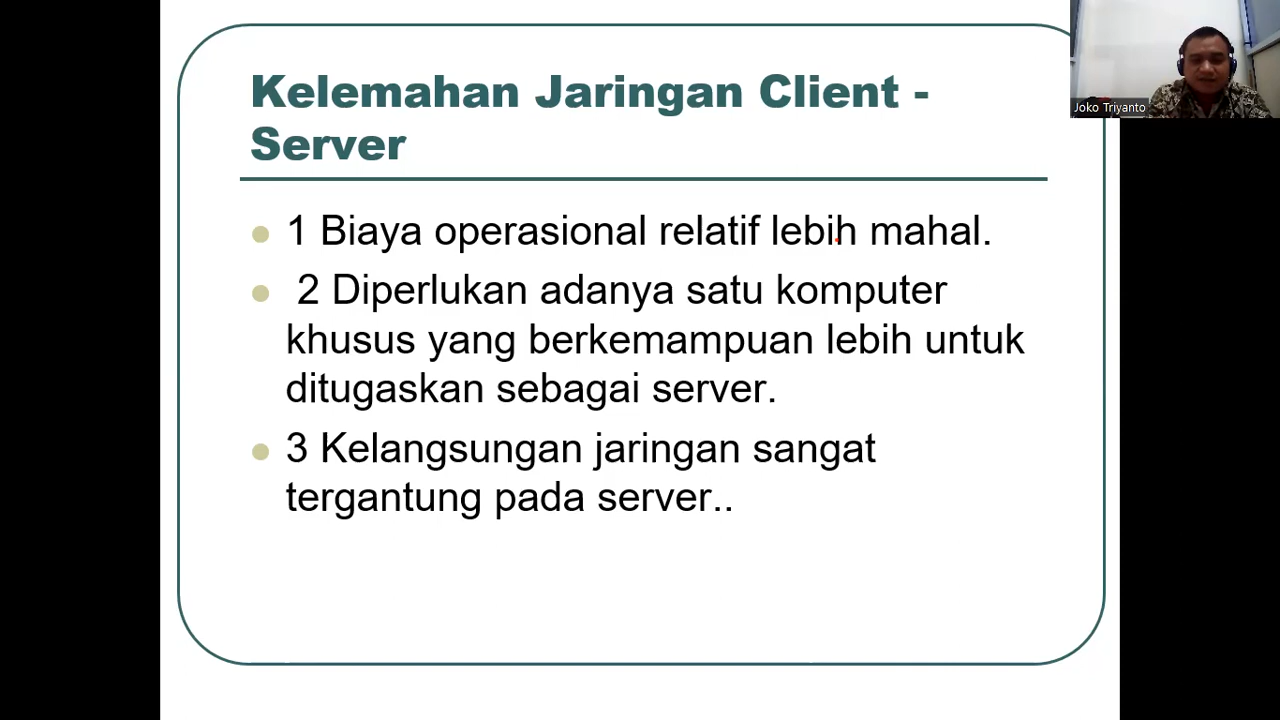 Kelemahan Jaringan Client -
Server
Joko Triyanto
1 Biaya operasional relatif lebih mahal.
2 Diperlukan adanya satu komputer
khusus yang berkemampuan lebih untuk
ditugaskan sebagai server.
3 Kelangsungan jaringan sangat
tergantung pada server..